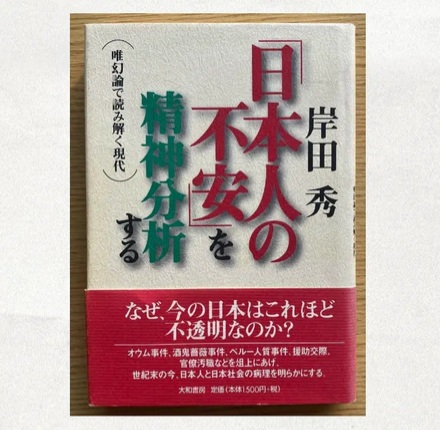 岸田 秀
「日本人の
不安」を
精神分析する
(唯幻論で読み解く現代)
なぜ、今の日本はこれほど
不透明なのか?
オウム事件、酒鬼薔薇事件、ペルー人質事件、援助交際、
官僚汚職などを俎上にあげ、
世紀末の今、日本人と日本社会の病理を明らかにする。
大和書房 定価(本体1500円+税)